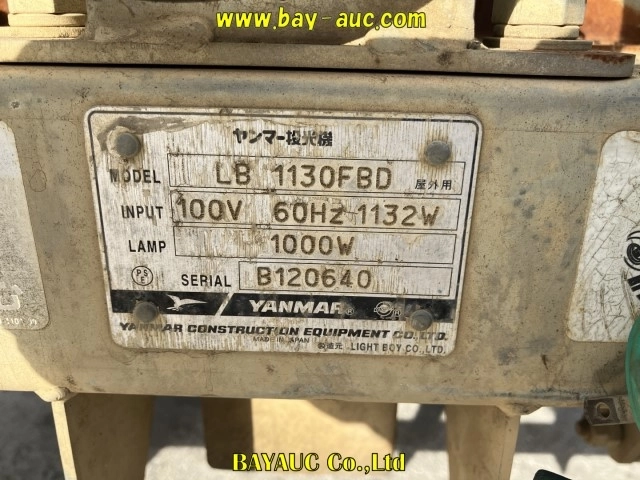 www.bay-auc.com
ヤンマー投光機
MODEL LB 1130FBD 屋外用
INPUT 100V 60Hz 1132W
LAMP 1000W
PSE SERIAL B120640
YANMAR®
YANMAR CONSTRUCTION EQUIPMENT CO.,LTD.
MADE IN JAPAN 製造元 LIGHT BOY CO.,LTD.
BAYAUC Co.,Ltd